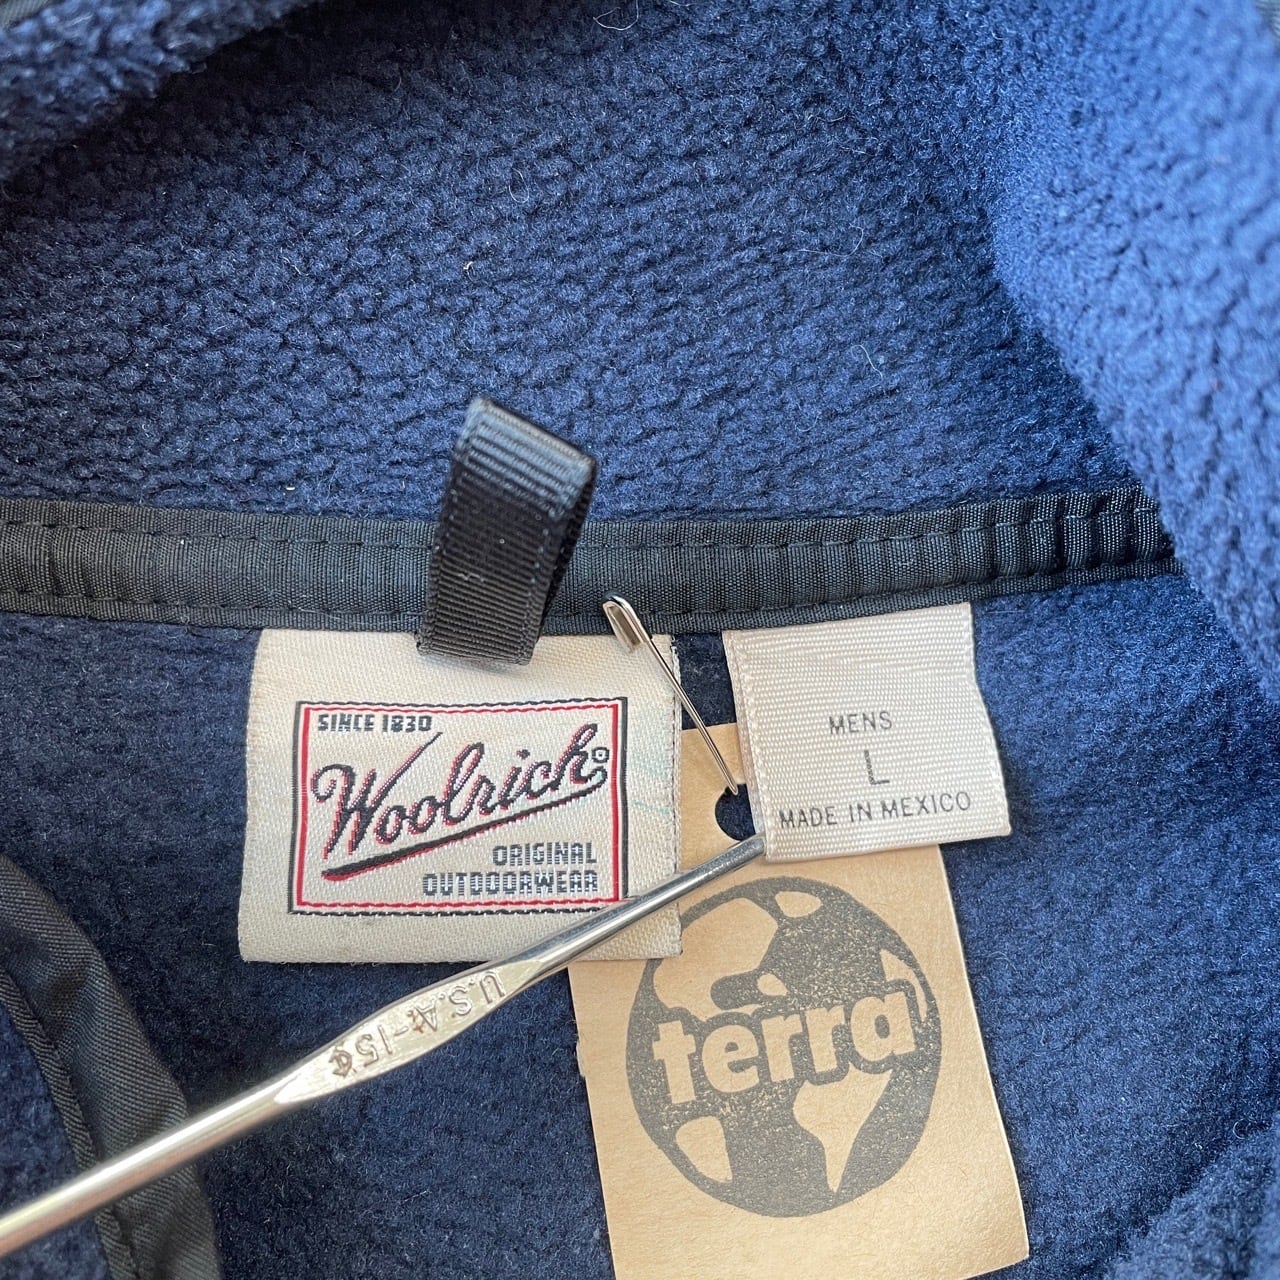 SINCE 1830
Woolrich®
ORIGINAL
OUTDOORWEAR
MENS
L
MADE IN MEXICO
U.S.A.-15¢
terra